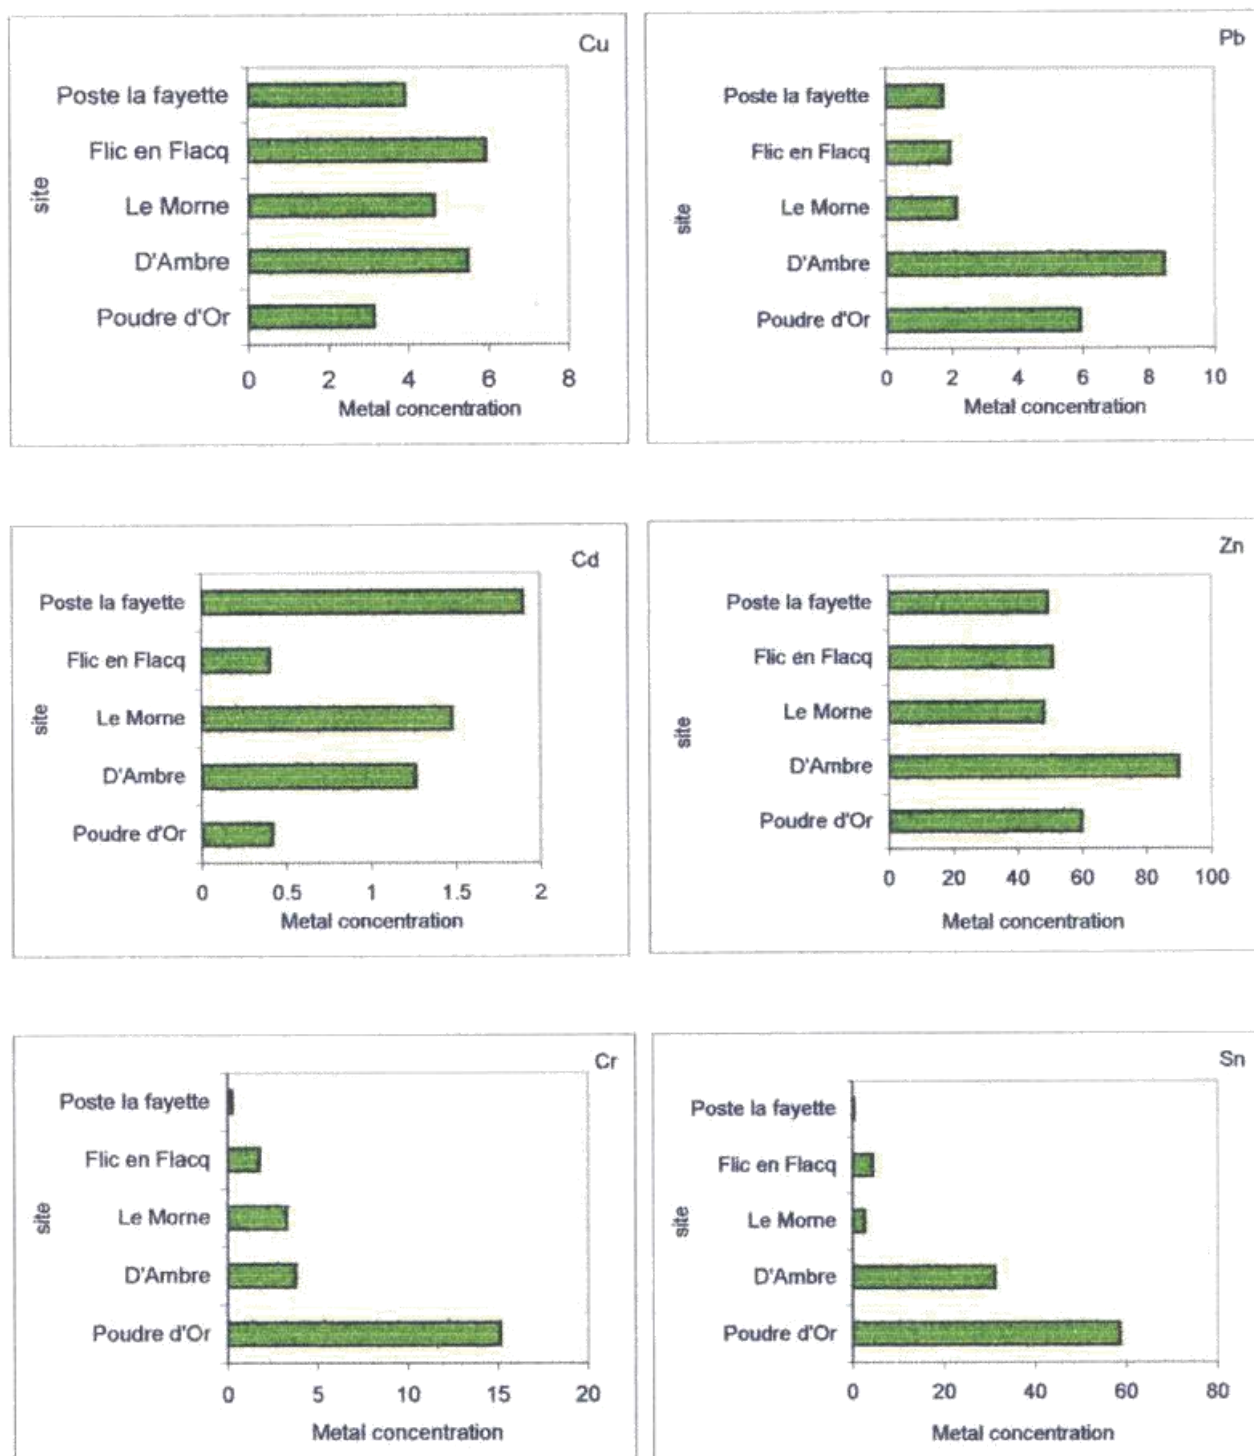 Cu
Poste la fayette
Flic en Flacq
Le Morne
D'Ambre
Poudre d'Or
site
0 2 4 6 8
Metal concentration
Pb
Poste la fayette
Flic en Flacq
Le Morne
D'Ambre
Poudre d'Or
site
0 2 4 6 8 10
Metal concentration
Cd
Poste la fayette
Flic en Flacq
Le Morne
D'Ambre
Poudre d'Or
site
0 0.5 1 1.5 2
Metal concentration
Zn
Poste la fayette
Flic en Flacq
Le Morne
D'Ambre
Poudre d'Or
site
0 20 40 60 80 100
Metal concentration
Cr
Poste la fayette
Flic en Flacq
Le Morne
D'Ambre
Poudre d'Or
site
0 5 10 15 20
Metal concentration
Sn
Poste la fayette
Flic en Flacq
Le Morne
D'Ambre
Poudre d'Or
site
0 20 40 60 80
Metal concentration